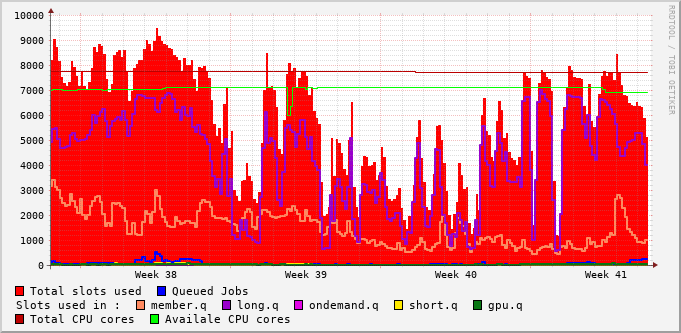 10000
9000
8000
7000
6000
5000
4000
3000
2000
1000
0
Week 38 Week 39 Week 40 Week 41
RRDTOOL / TOBI OETIKER
Total slots used Queued Jobs
Slots used in : member.q long.q ondemand.q short.q gpu.q
Total CPU cores Availale CPU cores